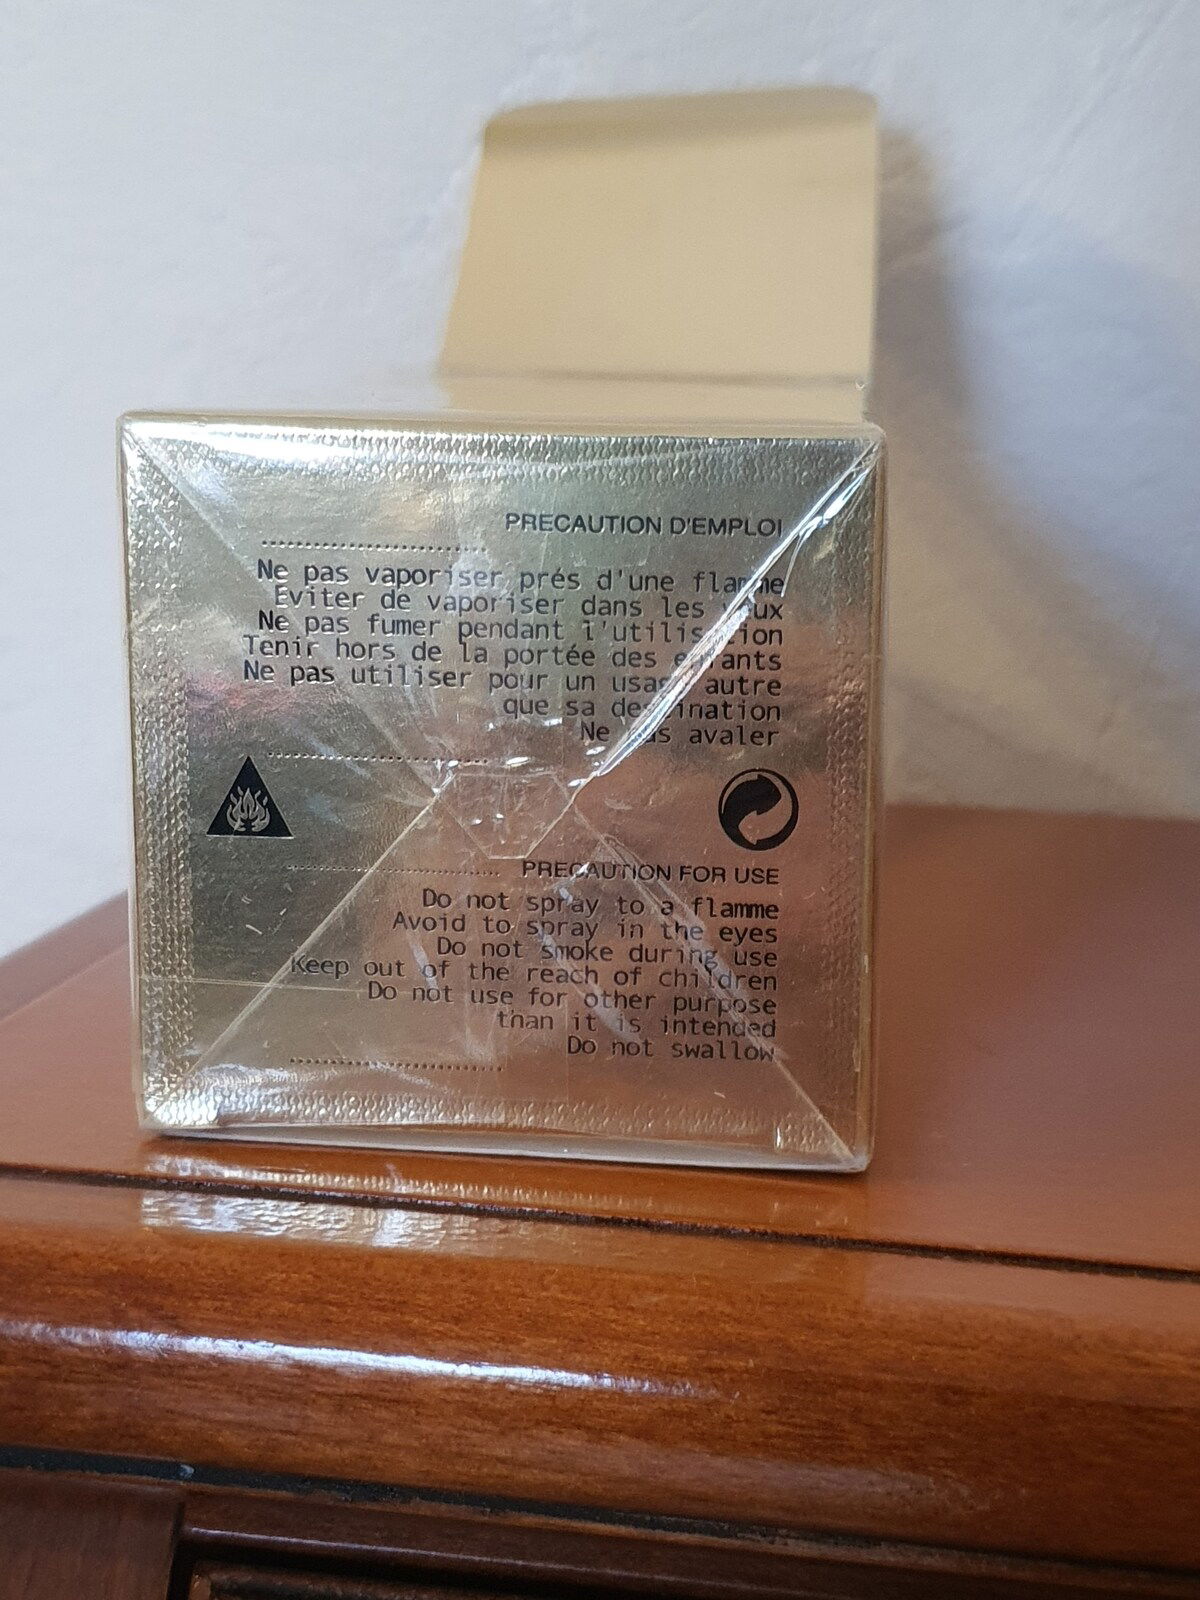 PRECAUTION D'EMPLOI
Ne pas vaporiser prés d'une flamme
Eviter de vaporiser dans les yeux
Ne pas fumer pendant l'utilisation
Tenir hors de la portée des enfants
Ne pas utiliser pour un usage autre
que sa destination
Ne pas avaler
PRECAUTION FOR USE
Do not spray to a flamme
Avoid to spray in the eyes
Do not smoke during use
Keep out of the reach of children
Do not use for other purpose
than it is intended
Do not swallow